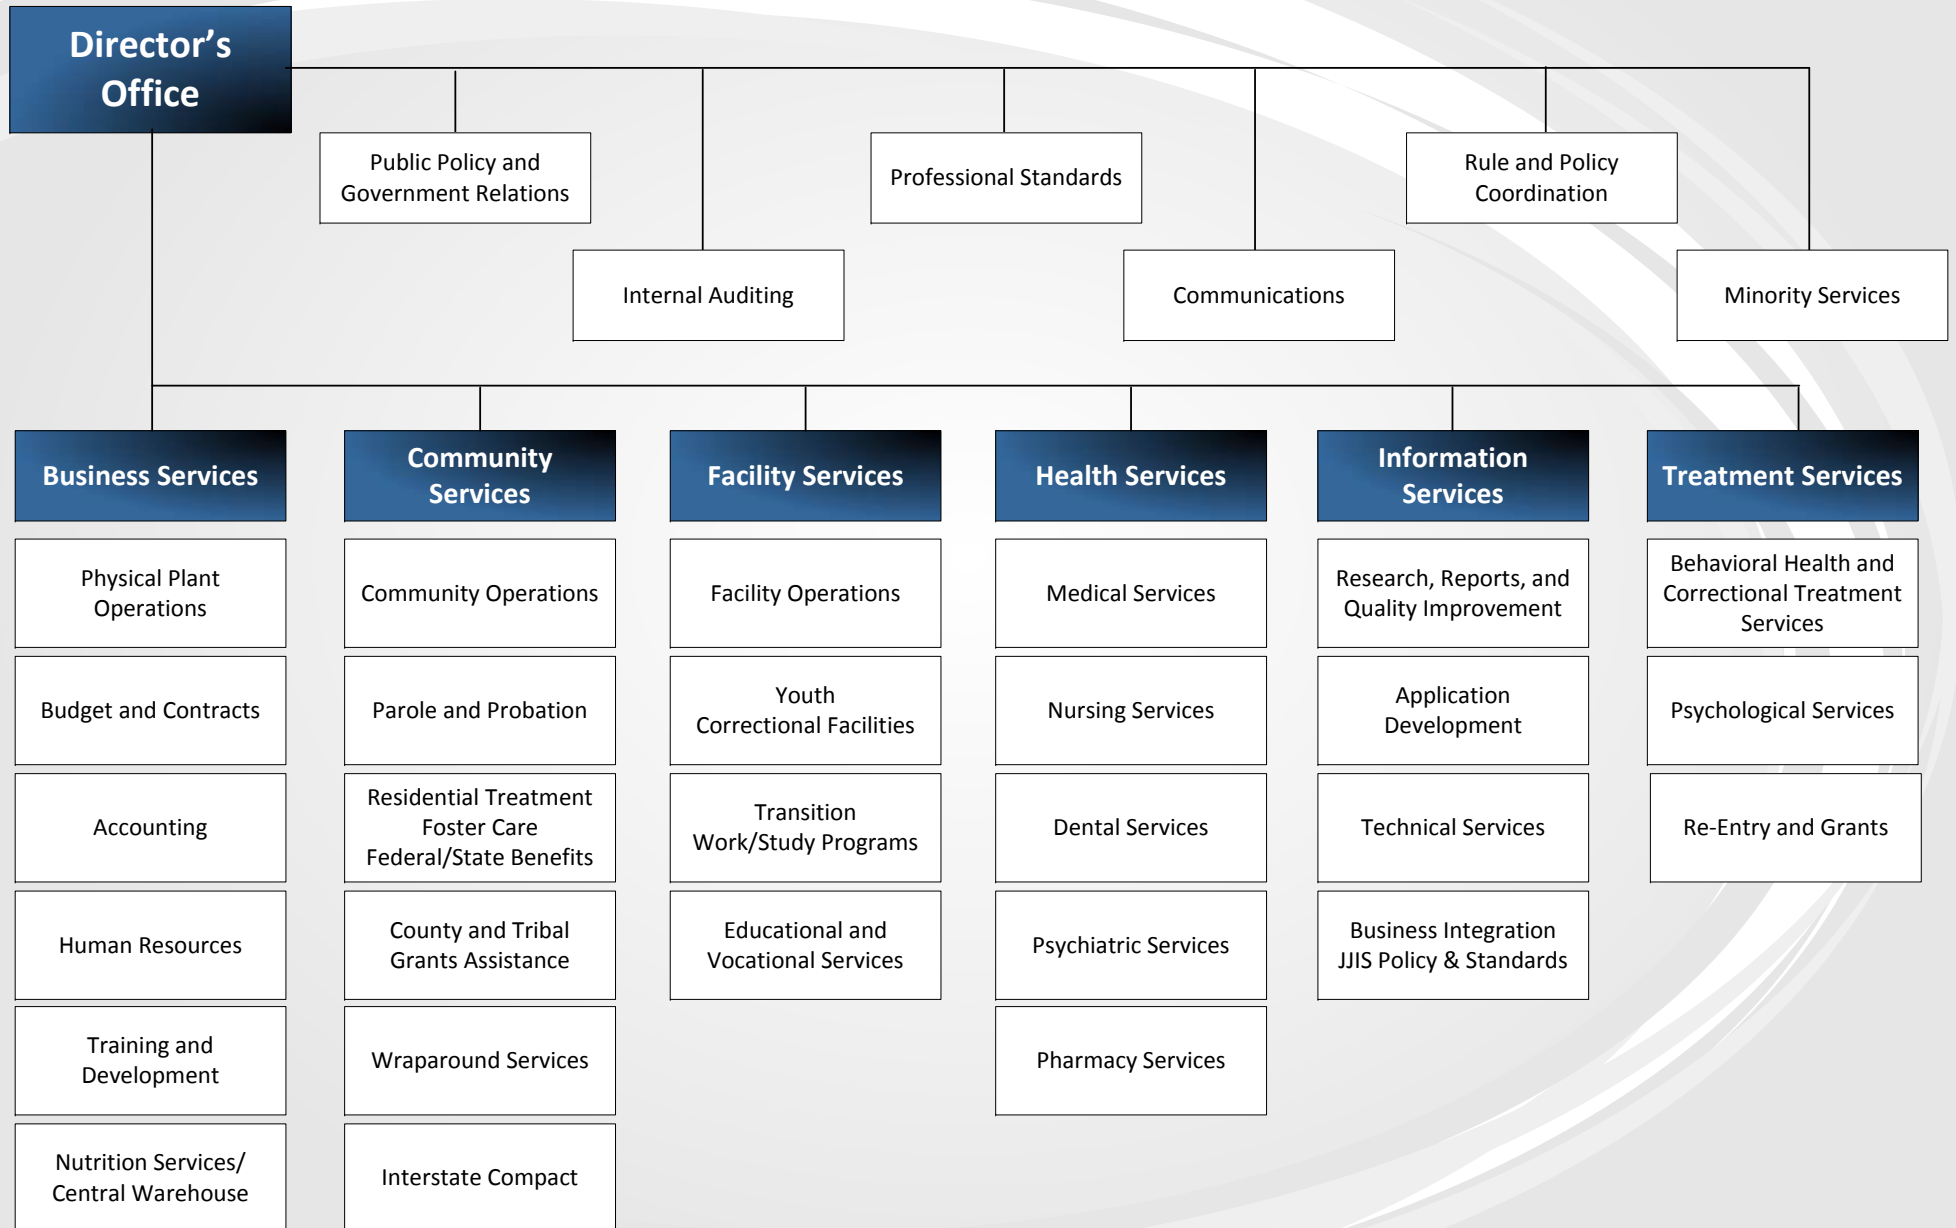 Director's
Office
Public Policy and
Government Relations
Professional Standards
Rule and Policy
Coordination
Internal Auditing
Communications
Minority Services
Business Services
Physical Plant
Operations
Budget and Contracts
Accounting
Human Resources
Training and
Development
Nutrition Services/
Central Warehouse
Community
Services
Community Operations
Parole and Probation
Residential Treatment
Foster Care
Federal/State Benefits
County and Tribal
Grants Assistance
Wraparound Services
Interstate Compact
Facility Services
Facility Operations
Youth
Correctional Facilities
Transition
Work/Study Programs
Educational and
Vocational Services
Health Services
Medical Services
Nursing Services
Dental Services
Psychiatric Services
Pharmacy Services
Information
Services
Research, Reports, and
Quality Improvement
Application
Development
Technical Services
Business Integration
JJIS Policy & Standards
Treatment Services
Behavioral Health and
Correctional Treatment
Services
Psychological Services
Re-Entry and Grants